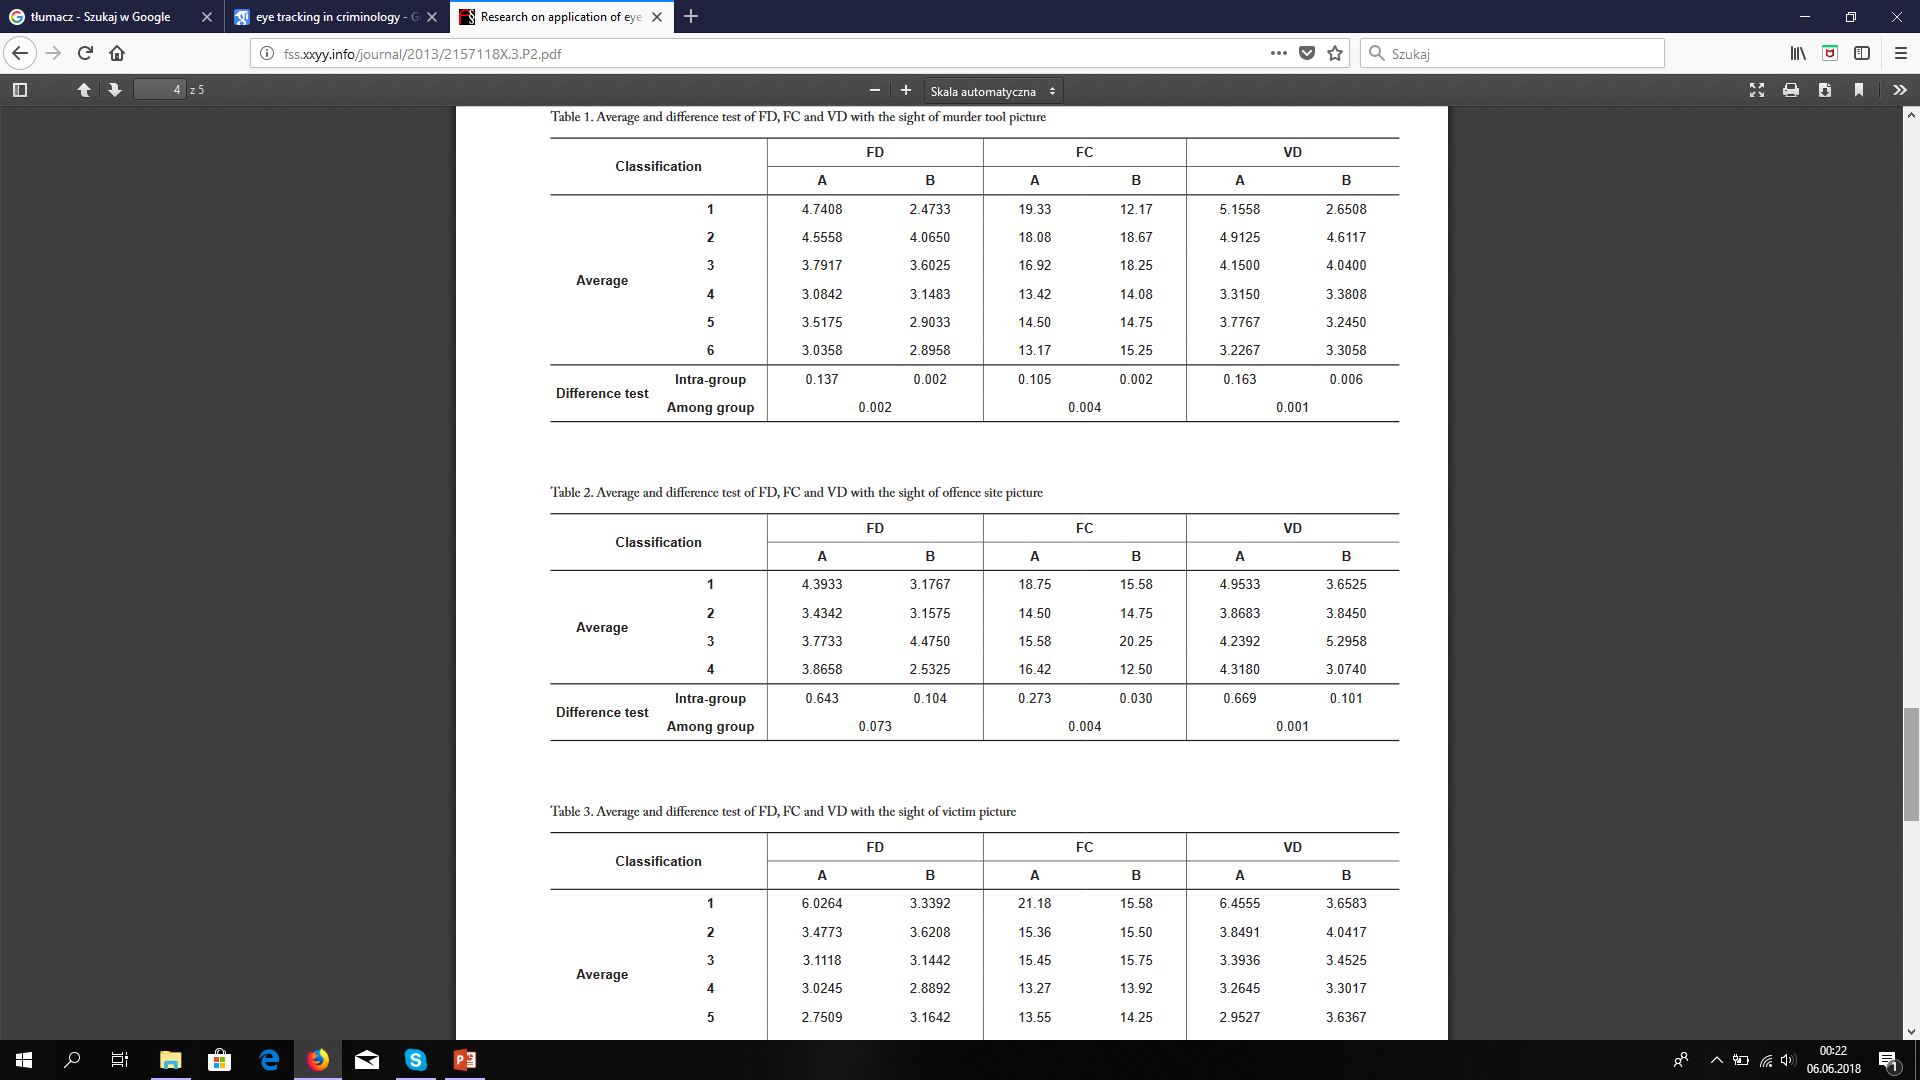 tłumacz - Szukaj w Google
eye tracking in criminology - G
Research on application of eye
fss.xxyy.info/journal/2013/2157118X.3.P2.pdf
Szukaj
4 z 5
Skala automatyczna
Table 1. Average and difference test of FD, FC and VD with the sight of murder tool picture
Classification FD FC VD
A B A B A B
Average
1 4.7408 2.4733 19.33 12.17 5.1558 2.6508
2 4.5558 4.0650 18.08 18.67 4.9125 4.6117
3 3.7917 3.6025 16.92 18.25 4.1500 4.0400
4 3.0842 3.1483 13.42 14.08 3.3150 3.3808
5 3.5175 2.9033 14.50 14.75 3.7767 3.2450
6 3.0358 2.8958 13.17 15.25 3.2267 3.3058
Difference test
Intra-group 0.137 0.002 0.105 0.002 0.163 0.006
Among group 0.002 0.004 0.001
Table 2. Average and difference test of FD, FC and VD with the sight of offence site picture
Classification FD FC VD
A B A B A B
Average
1 4.3933 3.1767 18.75 15.58 4.9533 3.6525
2 3.4342 3.1575 14.50 14.75 3.8683 3.8450
3 3.7733 4.4750 15.58 20.25 4.2392 5.2958
4 3.8658 2.5325 16.42 12.50 4.3180 3.0740
Difference test
Intra-group 0.643 0.104 0.273 0.030 0.669 0.101
Among group 0.073 0.004 0.001
Table 3. Average and difference test of FD, FC and VD with the sight of victim picture
Classification FD FC VD
A B A B A B
Average
1 6.0264 3.3392 21.18 15.58 6.4555 3.6583
2 3.4773 3.6208 15.36 15.50 3.8491 4.0417
3 3.1118 3.1442 15.45 15.75 3.3936 3.4525
4 3.0245 2.8892 13.27 13.92 3.2645 3.3017
5 2.7509 3.1642 13.55 14.25 2.9527 3.6367
00:22
06.06.2018
1